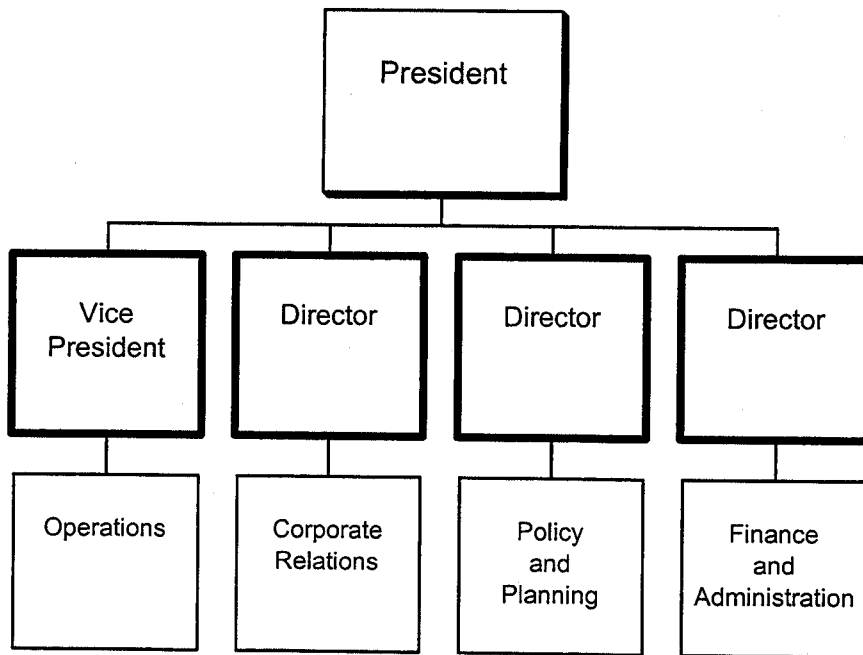 President
Vice
President
Director
Director
Director
Operations
Corporate
Relations
Policy
and
Planning
Finance
and
Administration